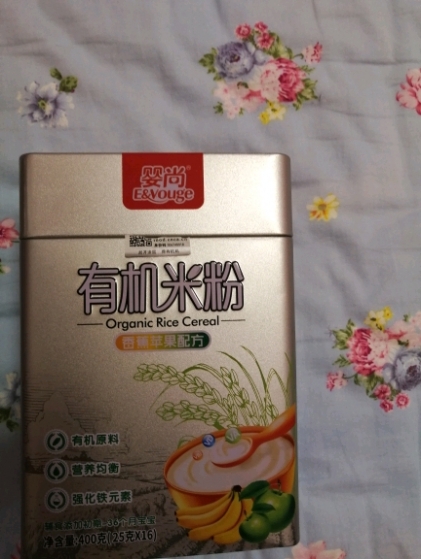 婴尚®
E&Vouge
有机米粉
Organic Rice Cereal
香蕉苹果配方
有机原料
营养均衡
强化铁元素
净含量:400克(25克X16)